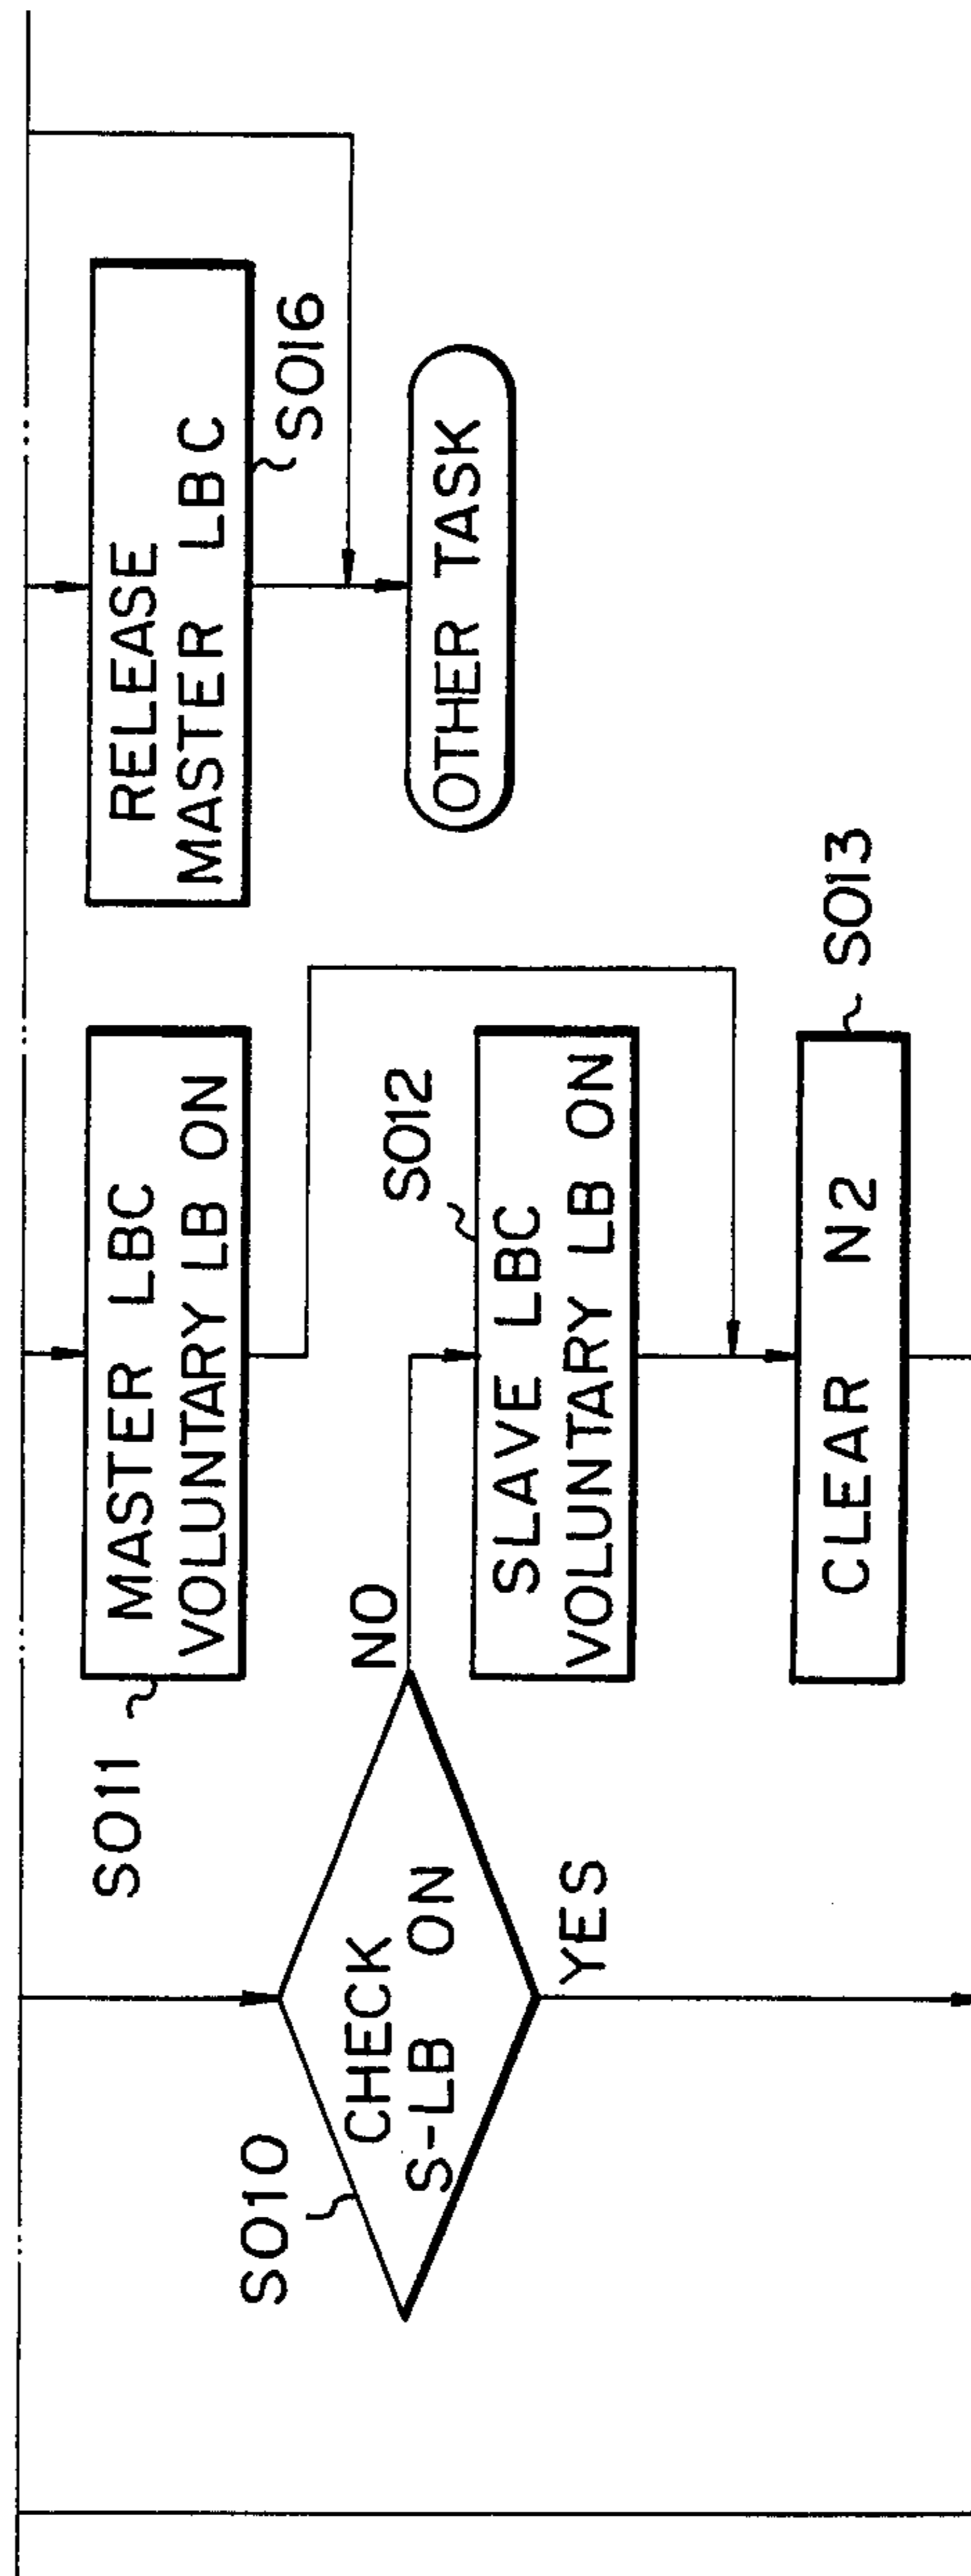 S010
CHECK
S-LB ON
NO
YES
S011
MASTER LBC
VOLUNTARY LB ON
S012
SLAVE LBC
VOLUNTARY LB ON
CLEAR N2
S013
RELEASE
MASTER LBC
S016
OTHER TASK